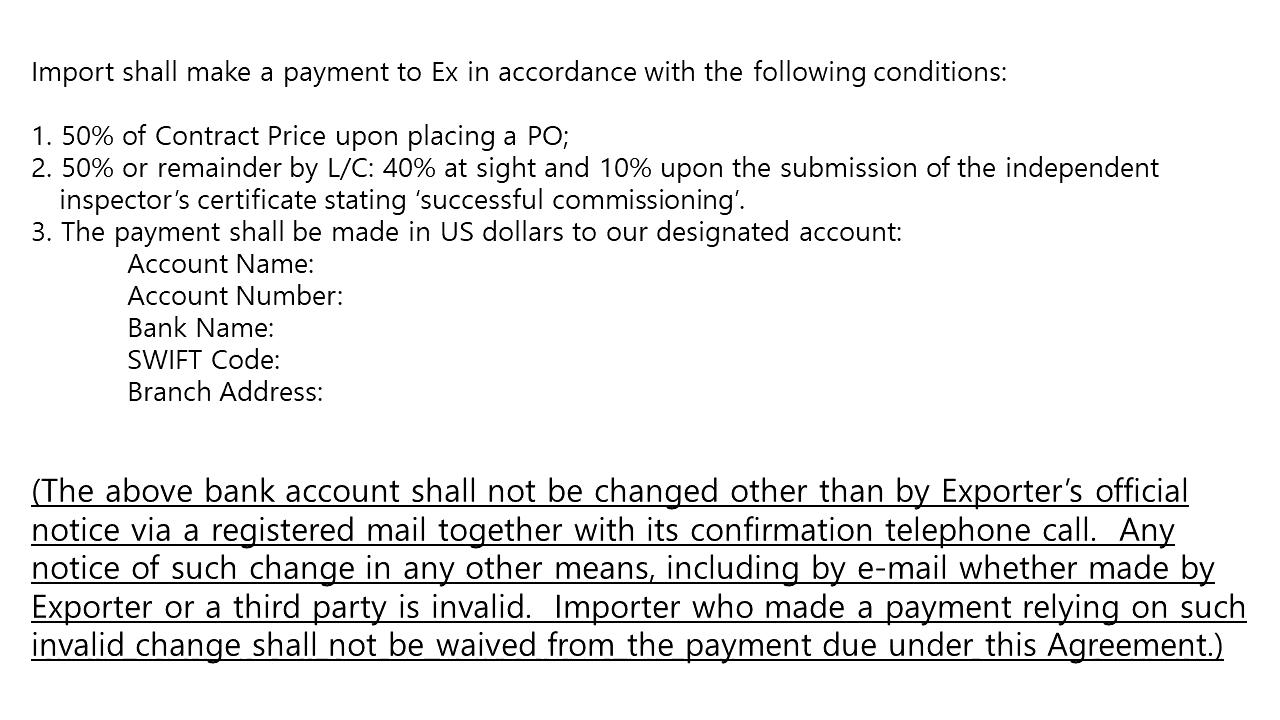 Import shall make a payment to Ex in accordance with the following conditions:
1. 50% of Contract Price upon placing a PO;
2. 50% or remainder by L/C: 40% at sight and 10% upon the submission of the independent
inspector’s certificate stating ‘successful commissioning’.
3. The payment shall be made in US dollars to our designated account:
Account Name:
Account Number:
Bank Name:
SWIFT Code:
Branch Address:
(The above bank account shall not be changed other than by Exporter’s official
notice via a registered mail together with its confirmation telephone call.  Any
notice of such change in any other means, including by e-mail whether made by
Exporter or a third party is invalid.  Importer who made a payment relying on such
invalid change shall not be waived from the payment due under this Agreement.)